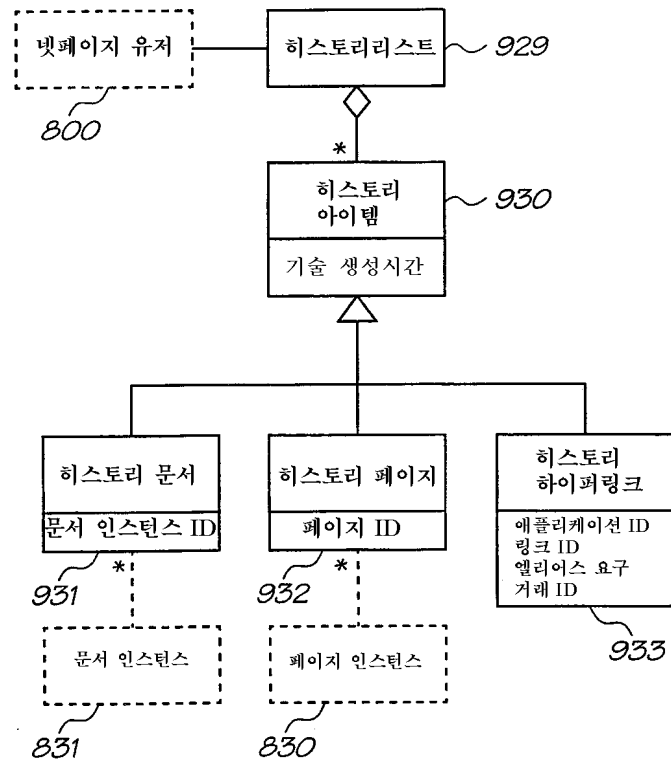 넷페이지 유저
히스토리리스트
929
800
*
히스토리
아이템
930
기술 생성시간
히스토리 문서
히스토리 페이지
히스토리
하이퍼링크
문서 인스턴스 ID
페이지 ID
애플리케이션 ID
링크 ID
엘리어스 요구
거래 ID
931
*
932
*
933
문서 인스턴스
페이지 인스턴스
831
830